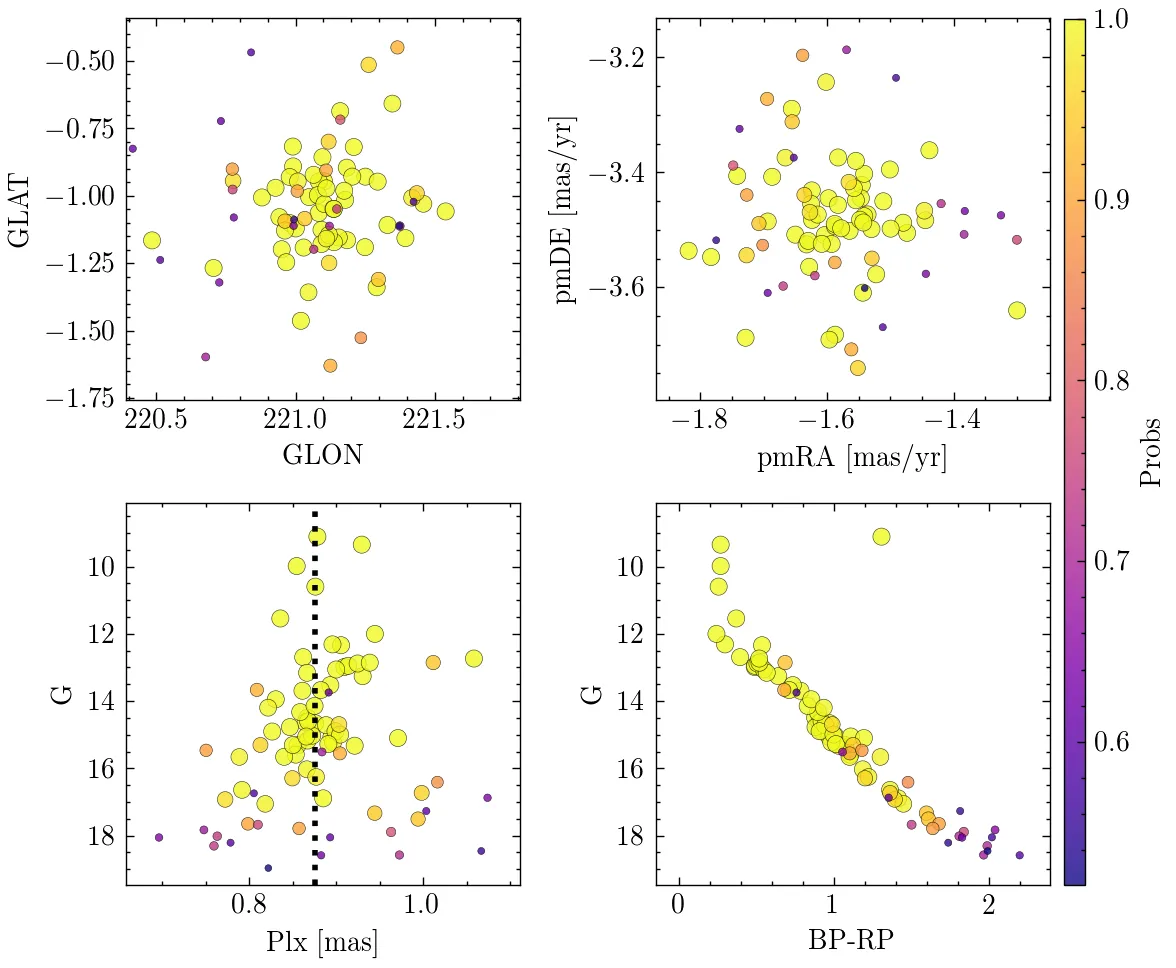 −0.50
−0.75
−1.00
−1.25
−1.50
−1.75
GLAT
220.5 221.0 221.5
GLON
−3.2
−3.4
−3.6
pmDE [mas/yr]
−1.8 −1.6 −1.4
pmRA [mas/yr]
10
12
14
16
18
G
0.8 1.0
Plx [mas]
10
12
14
16
18
G
0 1 2
BP-RP
1.0
0.9
0.8
0.7
0.6
Probs